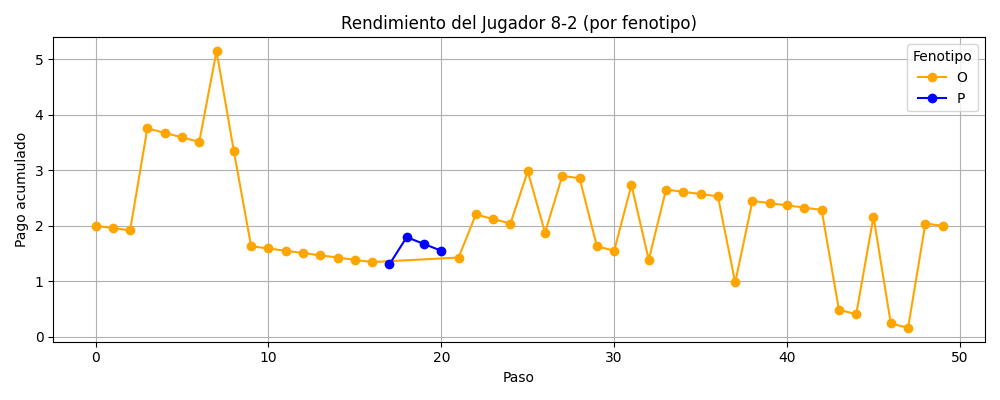 Rendimiento del Jugador 8-2 (por fenotipo)
Fenotipo
O
P
Pago acumulado
5
4
3
2
1
0
0 10 20 30 40 50
Paso